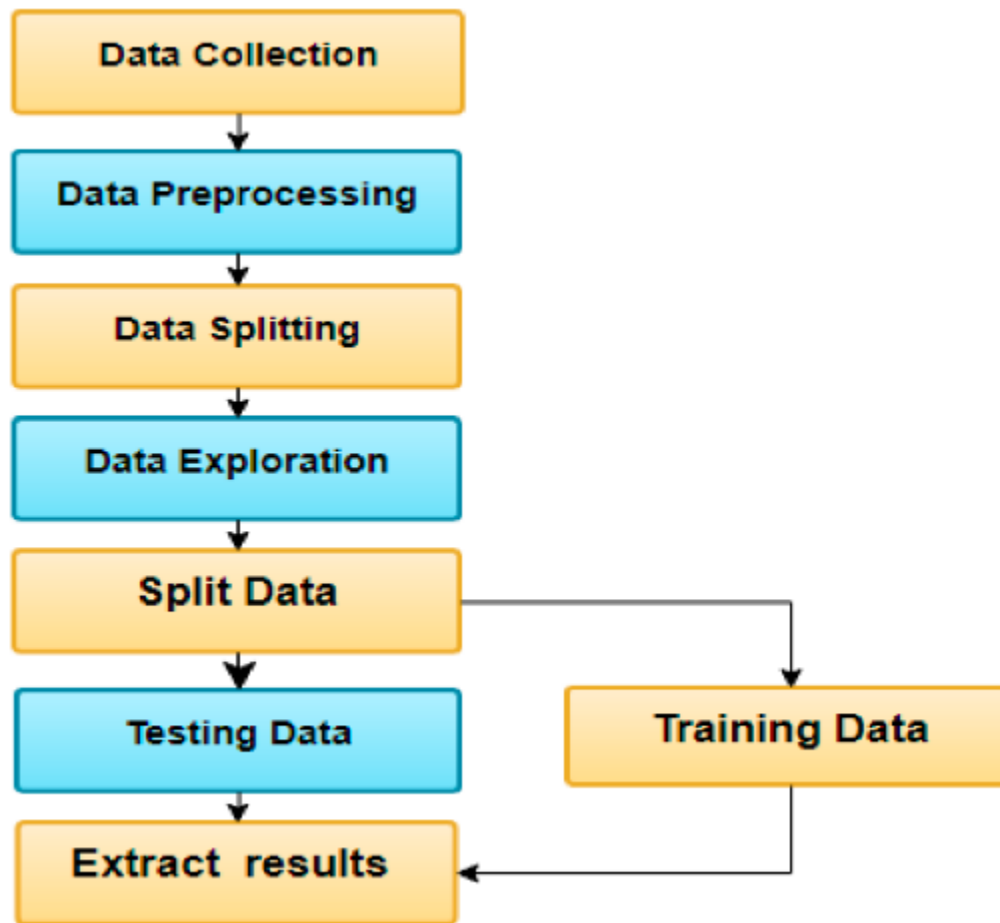 Data Collection
Data Preprocessing
Data Splitting
Data Exploration
Split Data
Testing Data
Training Data
Extract results